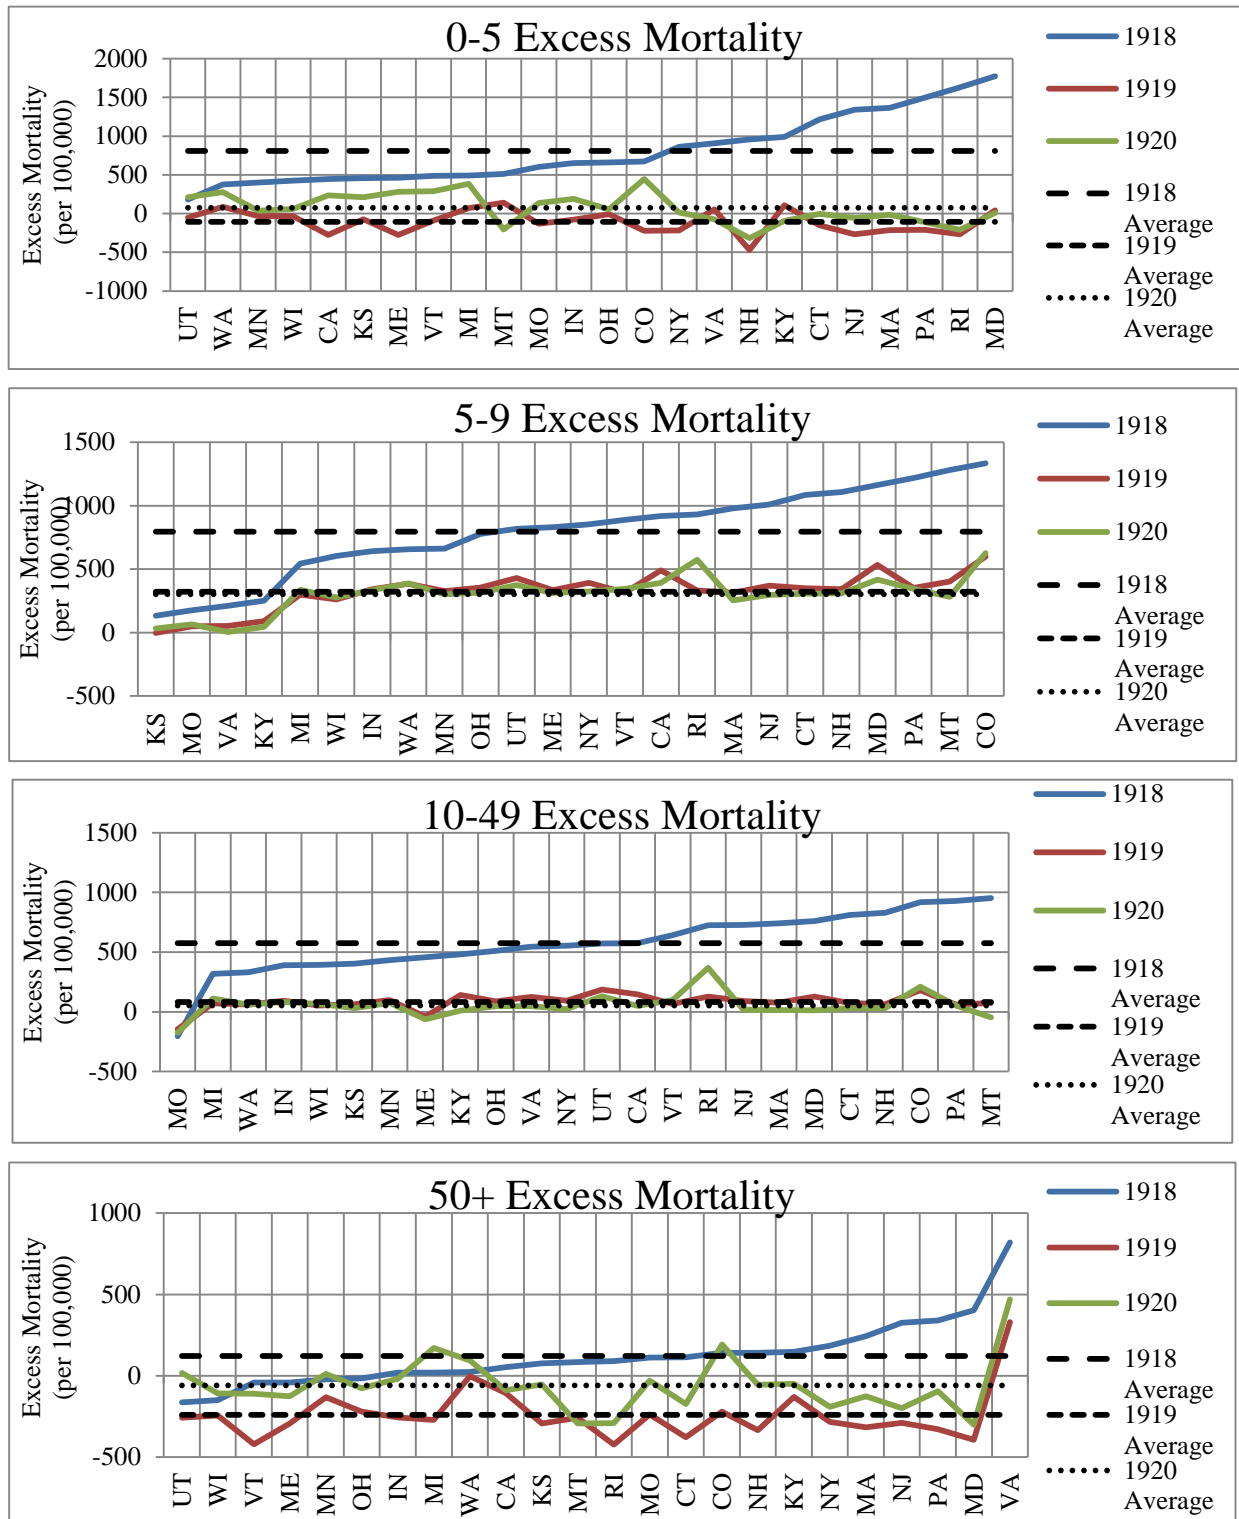 0-5 Excess Mortality
Excess Mortality
(per 100,000)
2000
1500
1000
500
0
-500
-1000
UT WA MN WI CA KS ME VT MI MT MO IN OH CO NY VA NH KY CT NJ MA PA RI MD
1918
1919
1920
1918
Average
1919
Average
1920
Average
5-9 Excess Mortality
Excess Mortality
(per 100,000)
1500
1000
500
0
-500
KS MO VA KY MI WI IN WA MN OH UT ME NY VT CA RI MA NJ CT NH MD PA MT CO
1918
1919
1920
1918
Average
1919
Average
1920
Average
10-49 Excess Mortality
Excess Mortality
(per 100,000)
1500
1000
500
0
-500
MO MI WA IN WI KS MN ME KY OH VA NY UT CA VT RI NJ MA MD CT NH CO PA MT
1918
1919
1920
1918
Average
1919
Average
1920
Average
50+ Excess Mortality
Excess Mortality
(per 100,000)
1000
500
0
-500
UT WI VT ME MN OH IN MI WA CA KS MT RI MO CT CO NH KY NY MA NJ PA MD VA
1918
1919
1920
1918
Average
1919
Average
1920
Average